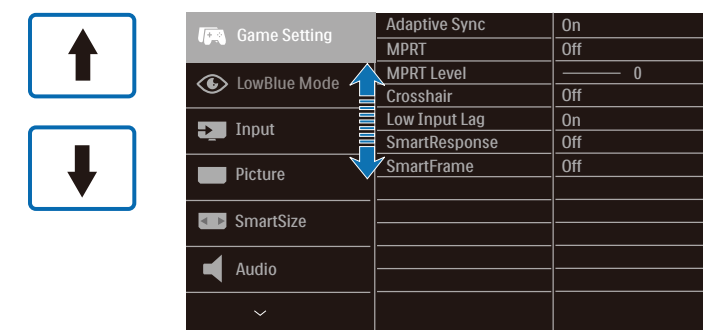 Game Setting
LowBlue Mode
Input
Picture
SmartSize
Audio
Adaptive Sync On
MPRT Off
MPRT Level 0
Crosshair Off
Low Input Lag On
SmartResponse Off
SmartFrame Off